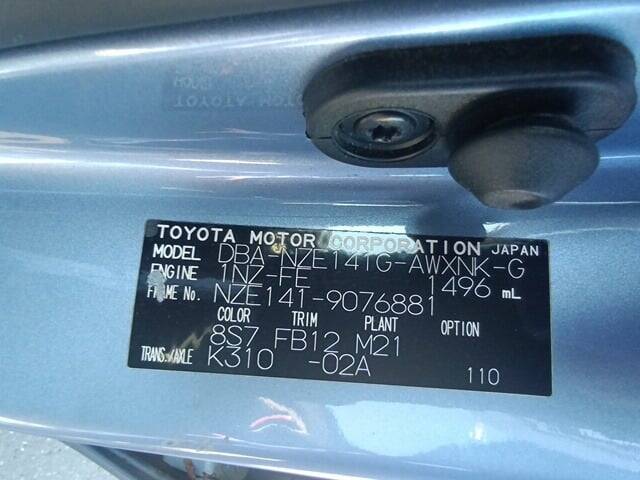 TOYOTA MOTOR CORPORATION JAPAN
MODEL DBA-NZE141G-AWXNK-G
ENGINE 1NZ-FE 1496 mL
FRAME No. NZE141-9076881
COLOR TRIM PLANT OPTION
8S7 FB12 M21
TRANS./AXLE K310 -02A
110